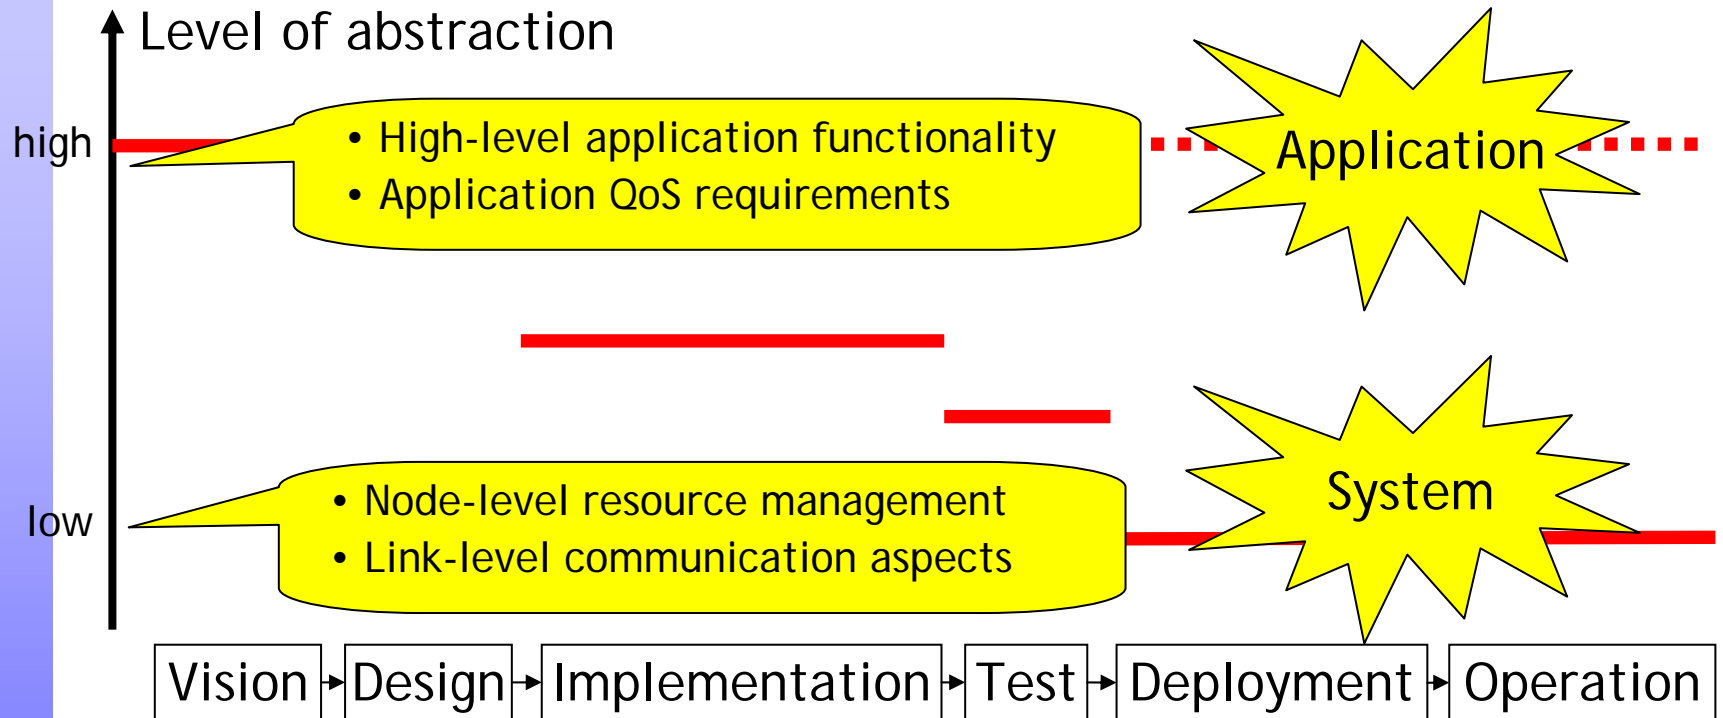 Level of abstraction
high
• High-level application functionality
• Application QoS requirements
Application
low
• Node-level resource management
• Link-level communication aspects
System
Vision
Design
Implementation
Test
Deployment
Operation